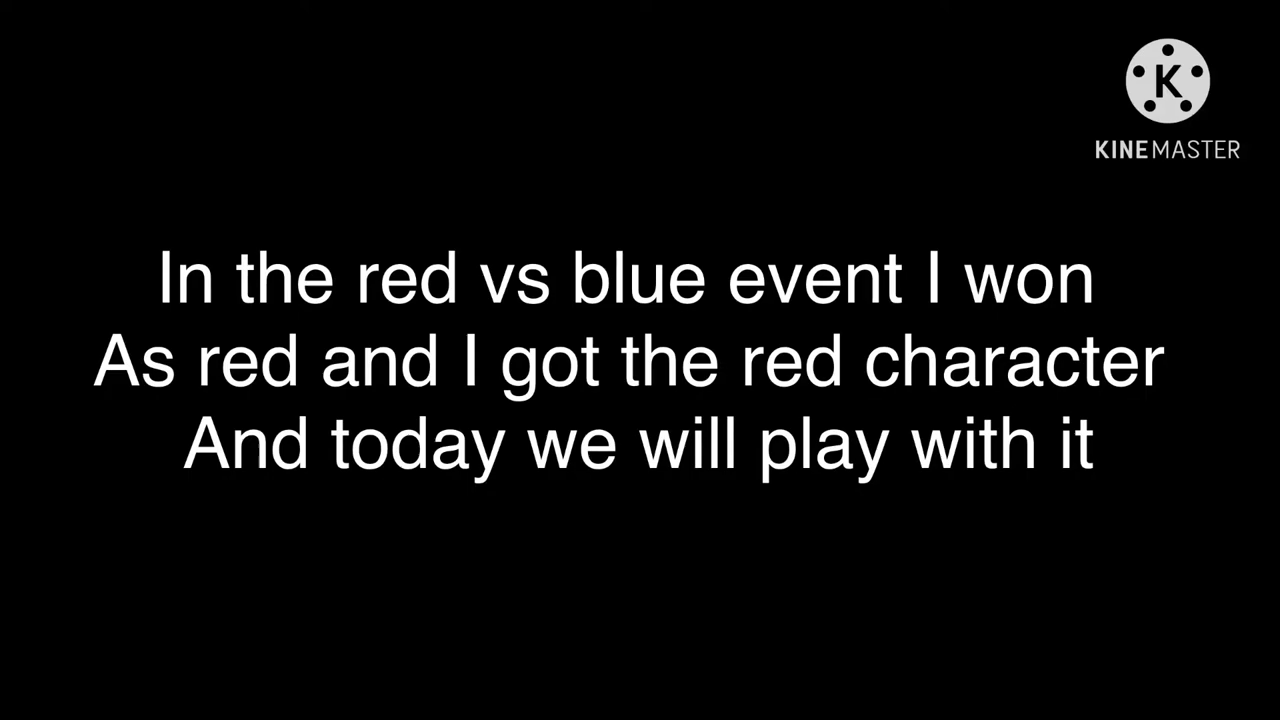 K
KINEMASTER
In the red vs blue event I won
As red and I got the red character
And today we will play with it